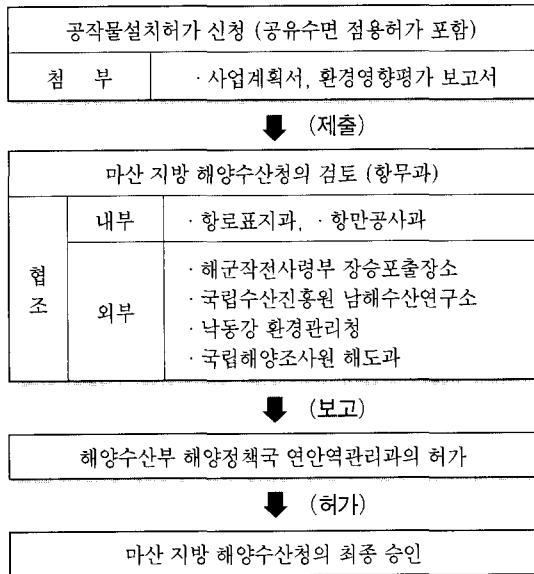 공작물설치허가 신청 (공유수면 점용허가 포함)
첨 부
· 사업계획서, 환경영향평가 보고서
(제출)
마산 지방 해양수산청의 검토 (항무과)
협조
내부
· 항로표지과, · 항만공사과
외부
· 해군작전사령부 장승포출장소
· 국립수산진흥원 남해수산연구소
· 낙동강 환경관리청
· 국립해양조사원 해도과
(보고)
해양수산부 해양정책국 연안역관리과의 허가
(허가)
마산 지방 해양수산청의 최종 승인